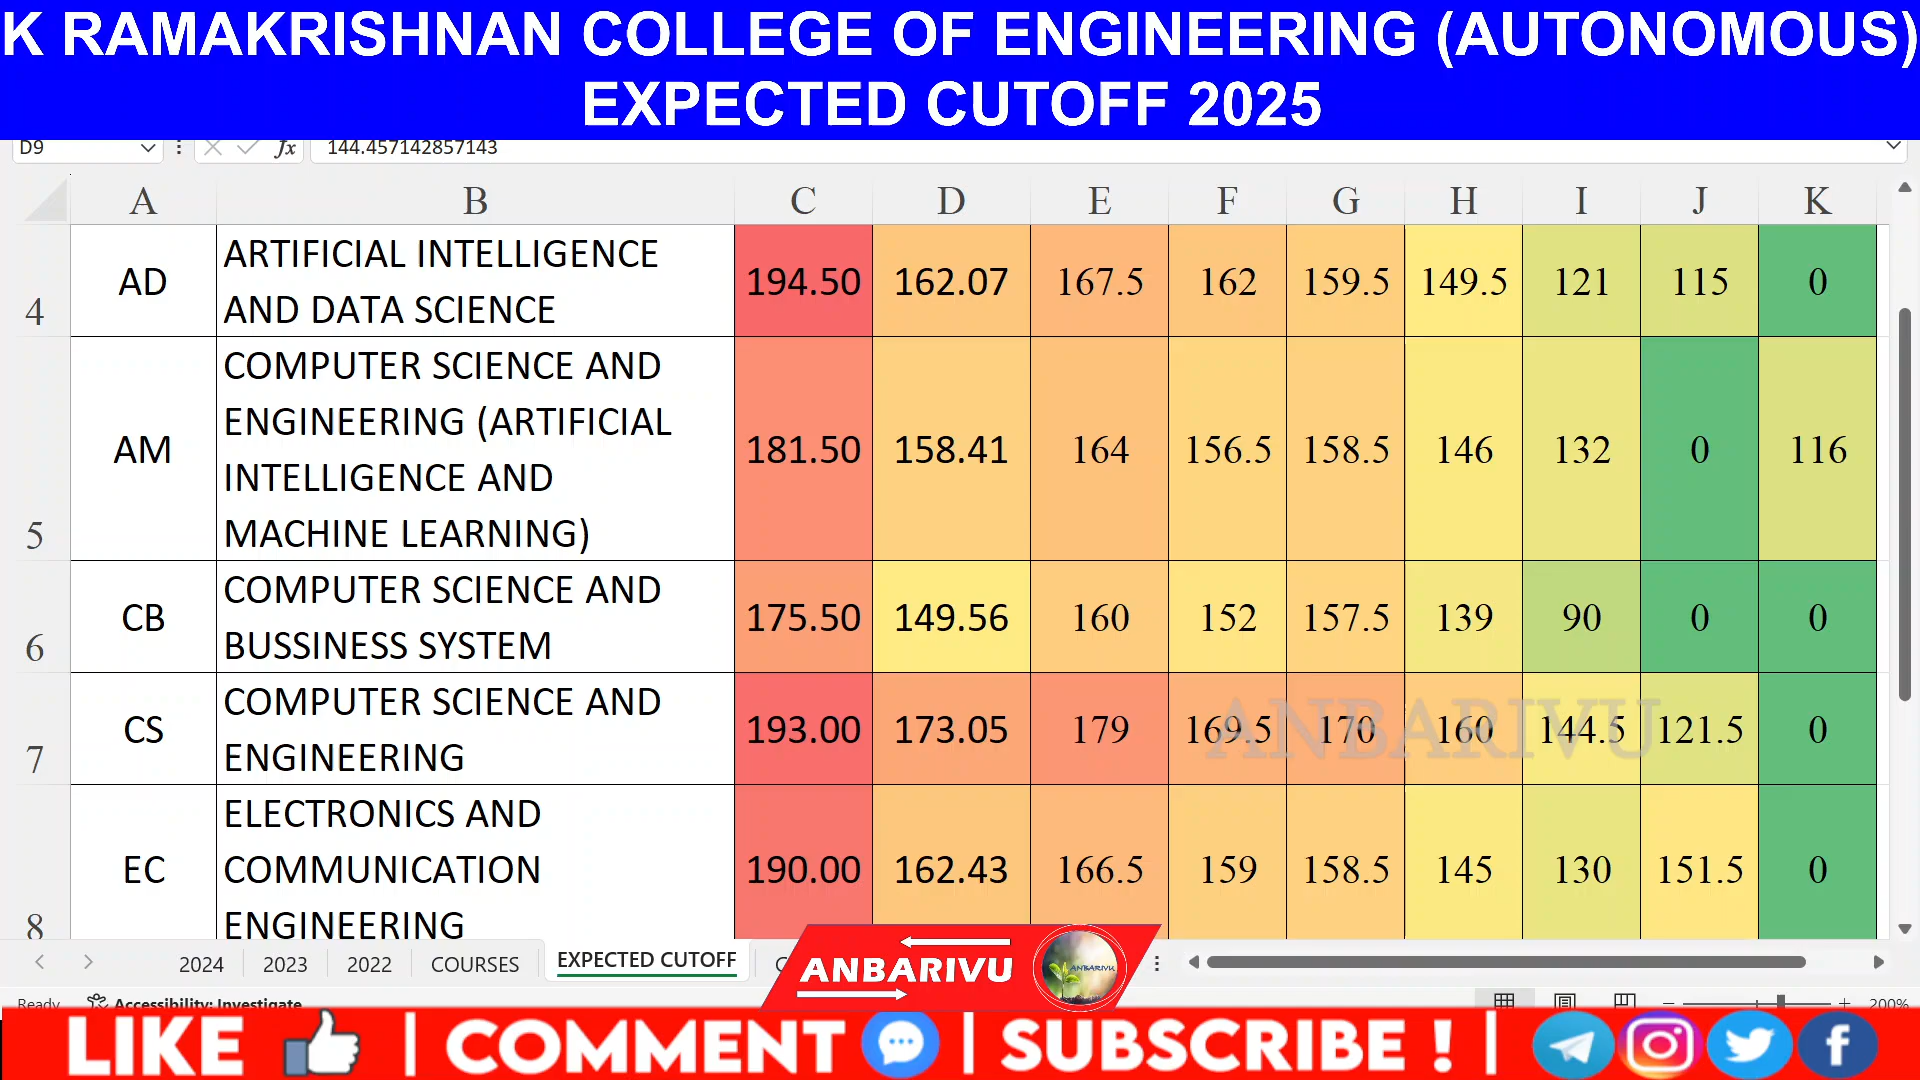 K RAMAKRISHNAN COLLEGE OF ENGINEERING (AUTONOMOUS)
EXPECTED CUTOFF 2025
D9 fx 144.457142857143
A B C D E F G H I J K
4 AD ARTIFICIAL INTELLIGENCE
AND DATA SCIENCE 194.50 162.07 167.5 162 159.5 149.5 121 115 0
5 AM COMPUTER SCIENCE AND
ENGINEERING (ARTIFICIAL
INTELLIGENCE AND
MACHINE LEARNING) 181.50 158.41 164 156.5 158.5 146 132 0 116
6 CB COMPUTER SCIENCE AND
BUSSINESS SYSTEM 175.50 149.56 160 152 157.5 139 90 0 0
7 CS COMPUTER SCIENCE AND
ENGINEERING 193.00 173.05 179 169.5 170 160 144.5 121.5 0
ANBARIVU
8 EC ELECTRONICS AND
COMMUNICATION
ENGINEERING 190.00 162.43 166.5 159 158.5 145 130 151.5 0
2024 2023 2022 COURSES EXPECTED CUTOFF
ANBARIVU
ANBARIVU
Ready Accessibility: Investigate 200%
LIKE | COMMENT | SUBSCRIBE ! |